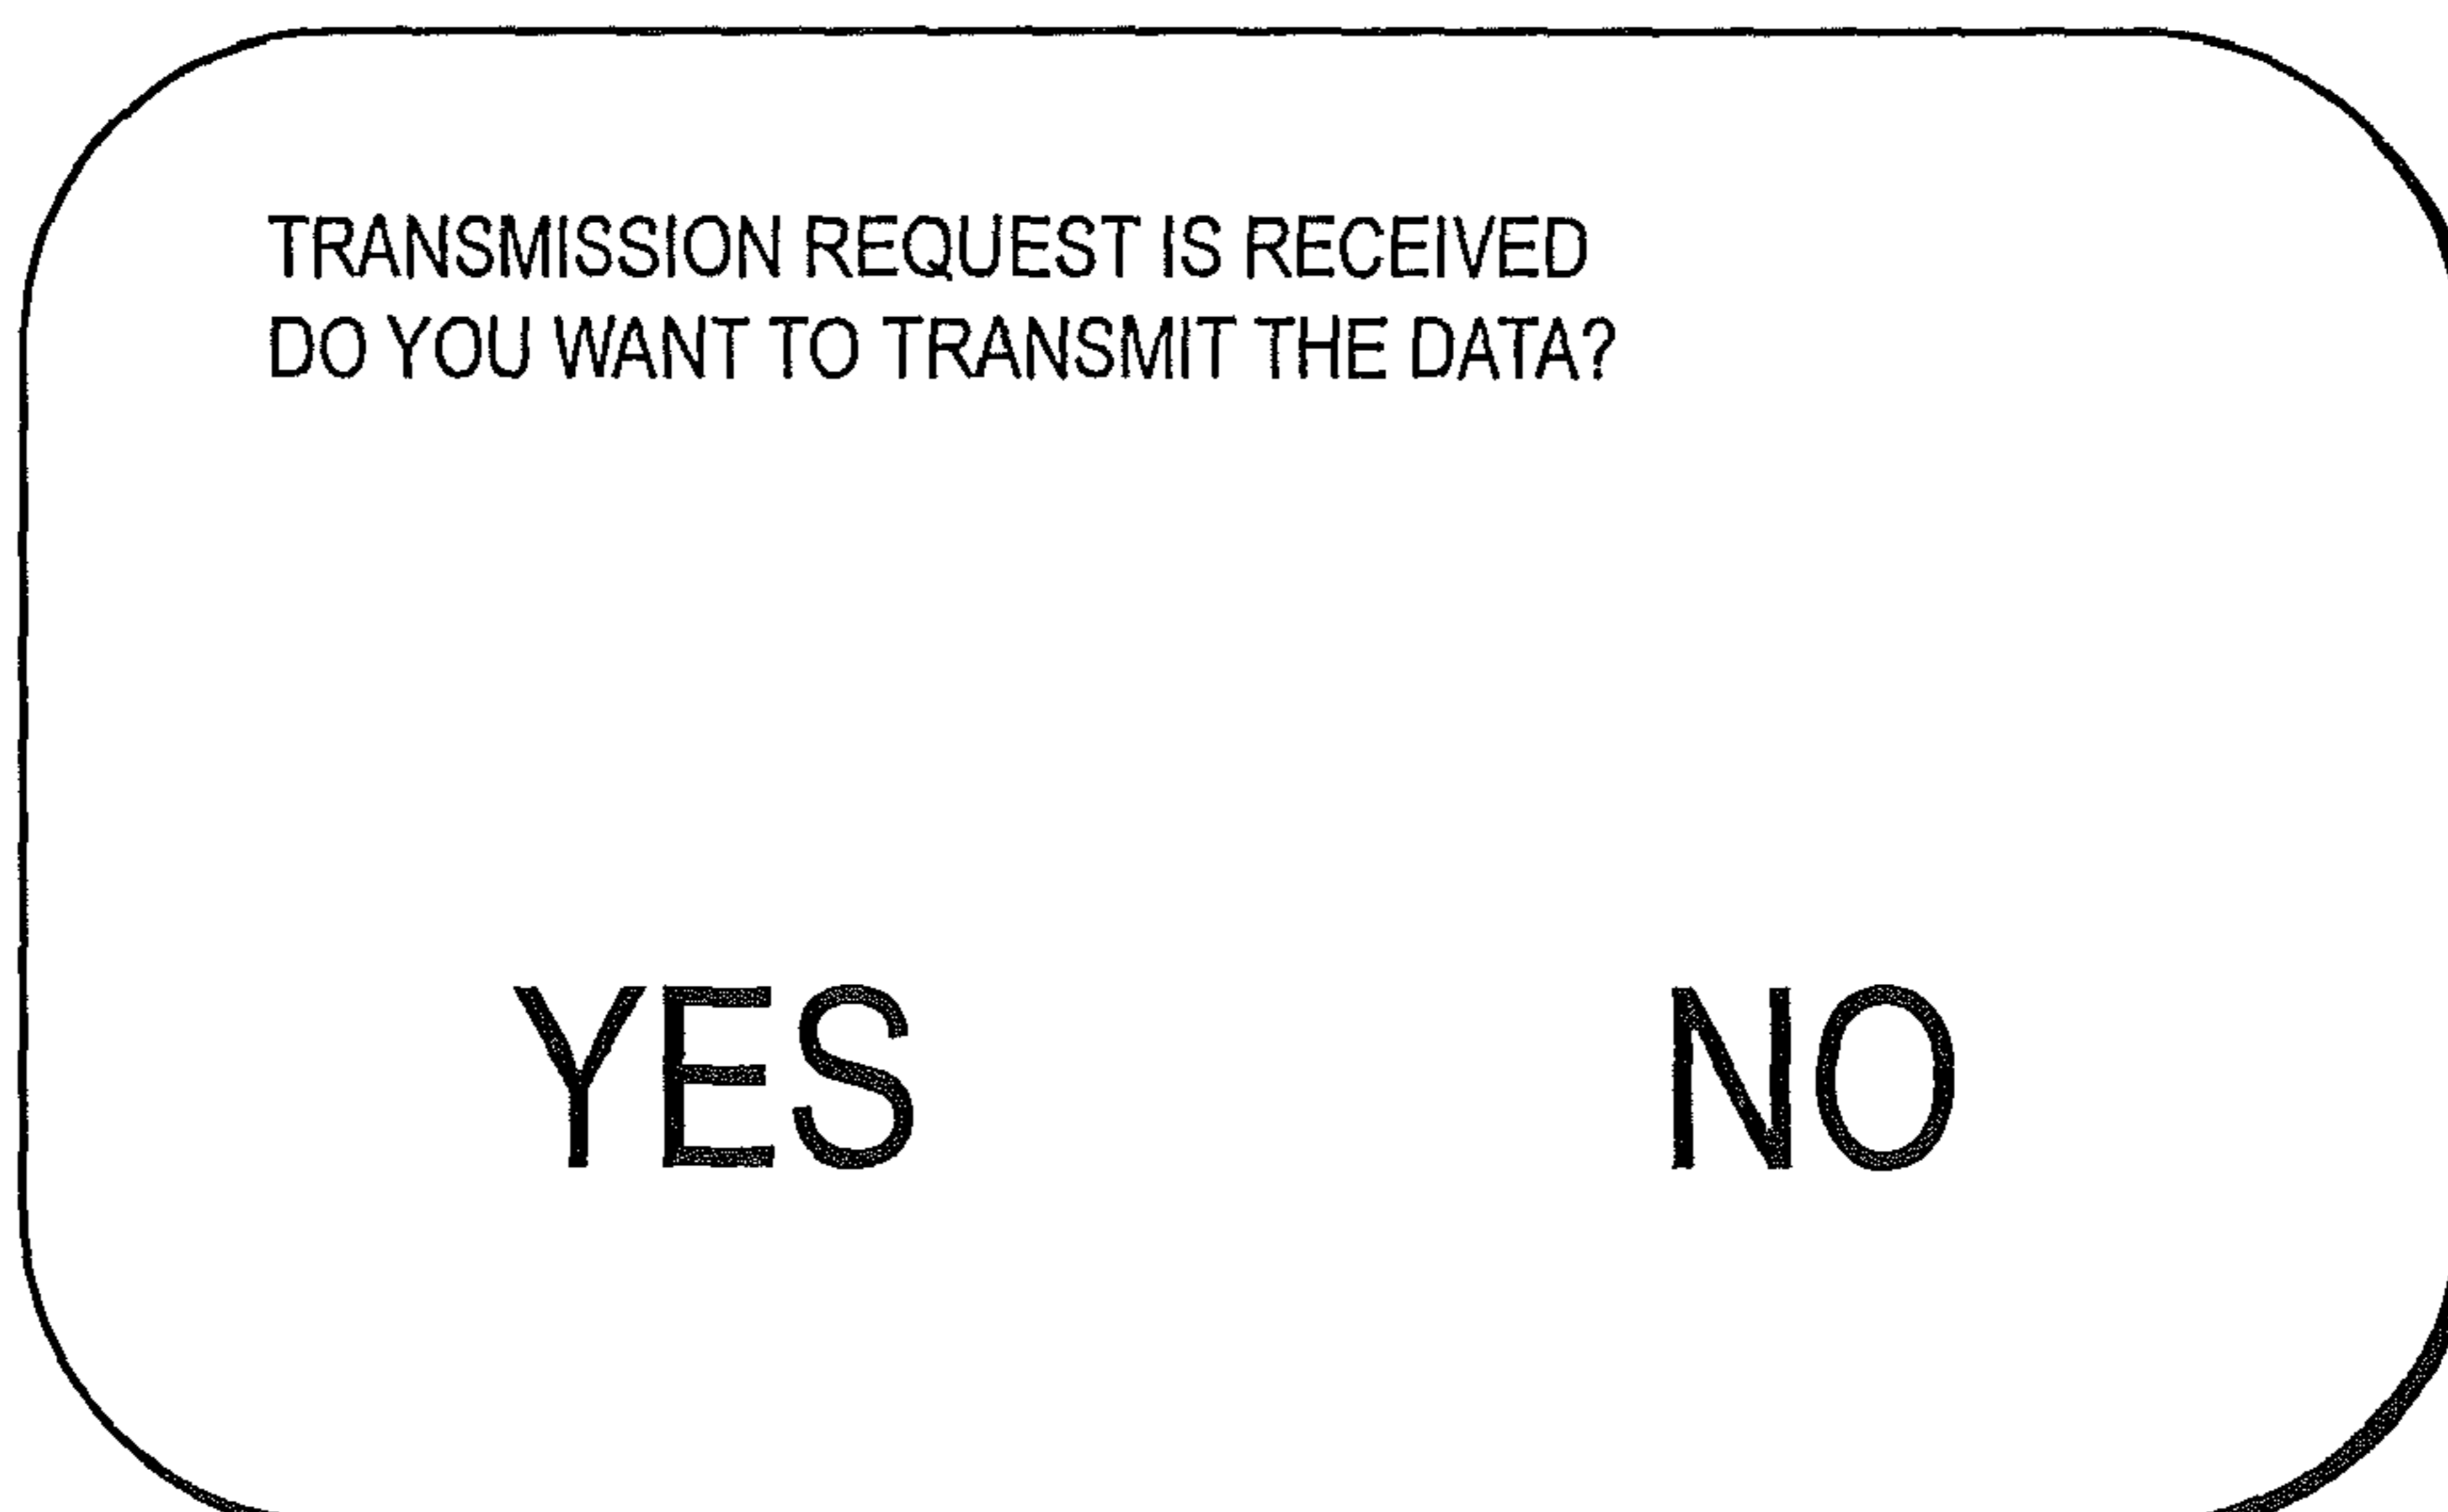 TRANSMISSION REQUEST IS RECEIVED
DO YOU WANT TO TRANSMIT THE DATA?
YES NO